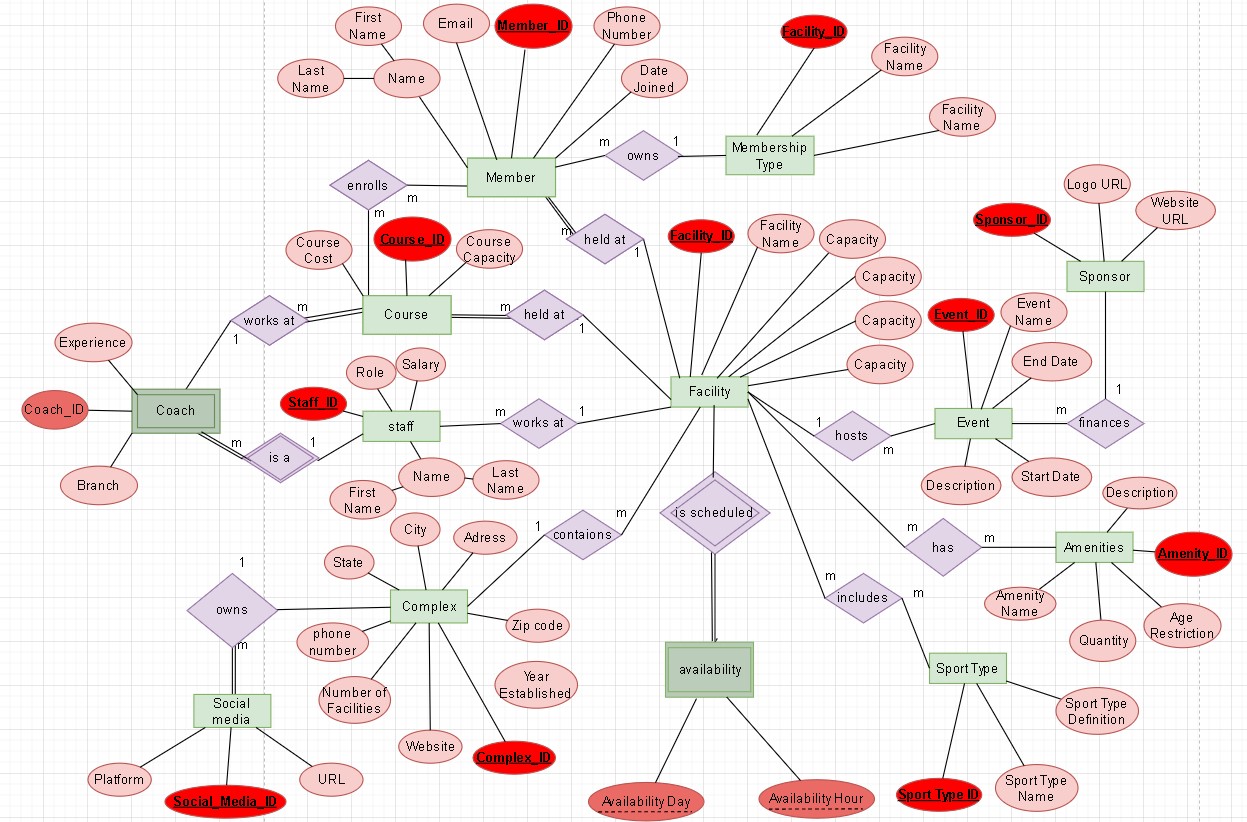 First
Name
Email
Member_ID
Phone
Number
Facility_ID
Facility
Name
Last
Name
Name
Date
Joined
Facility
Name
m
owns
1
Membership
Type
Member
enrolls
m
m
m
held at
1
Facility_ID
Facility
Name
Capacity
Logo URL
Website
URL
Sponsor_ID
Sponsor
Course
Cost
Course_ID
Course
Capacity
Capacity
Capacity
Capacity
Event_ID
Event
Name
End Date
works at
m
1
Course
m
held at
1
Experience
Coach_ID
Coach
Branch
Role
Salary
Staff_ID
staff
m
works at
1
Facility
1
hosts
m
Event
m
finances
1
m
is a
1
Name
First
Name
Last
Name
Description
Start Date
is scheduled
1
contaions
m
City
Adress
State
Complex
phone
number
Zip code
Number of
Facilities
Year
Established
Website
Complex_ID
1
owns
m
Social
media
Platform
Social_Media_ID
URL
m
has
m
Description
Amenities
Amenity_ID
Amenity
Name
Quantity
Age
Restriction
m
includes
m
availability
Availability Day
Availability Hour
Sport Type
Sport Type
Definition
Sport Type ID
Sport Type
Name